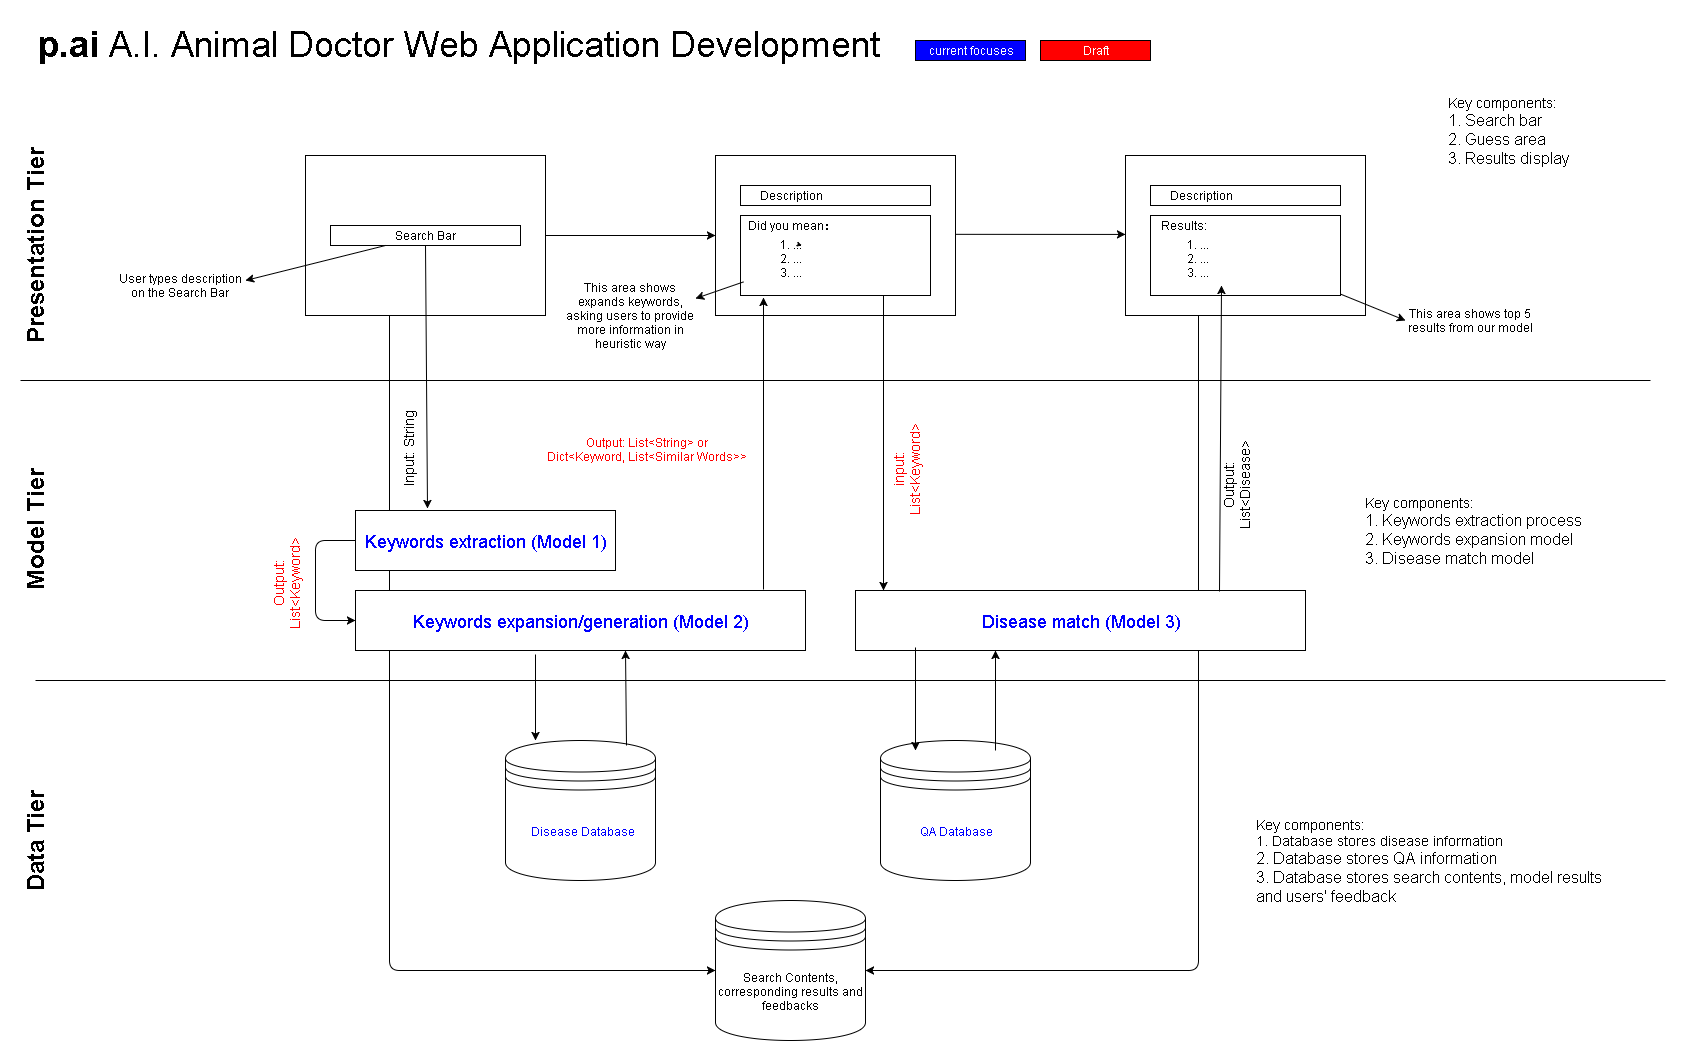 p.ai A.I. Animal Doctor Web Application Development
current focuses
Draft
Key components:
1. Search bar
2. Guess area
3. Results display
Presentation Tier
Search Bar
User types description
on the Search Bar
Description
Did you mean:
1. ...
2. ...
3. ...
This area shows
expands keywords,
asking users to provide
more information in
heuristic way
Description
Results:
1. ...
2. ...
3. ...
This area shows top 5
results from our model
Model Tier
Input: String
Output: List<String> or
Dict<Keyword, List<Similar Words>>
input:
List<Keyword>
Output:
List<Disease>
Key components:
1. Keywords extraction process
2. Keywords expansion model
3. Disease match model
Keywords extraction (Model 1)
Output:
List<Keyword>
Keywords expansion/generation (Model 2)
Disease match (Model 3)
Data Tier
Disease Database
QA Database
Key components:
1. Database stores disease information
2. Database stores QA information
3. Database stores search contents, model results
and users' feedback
Search Contents,
corresponding results and
feedbacks